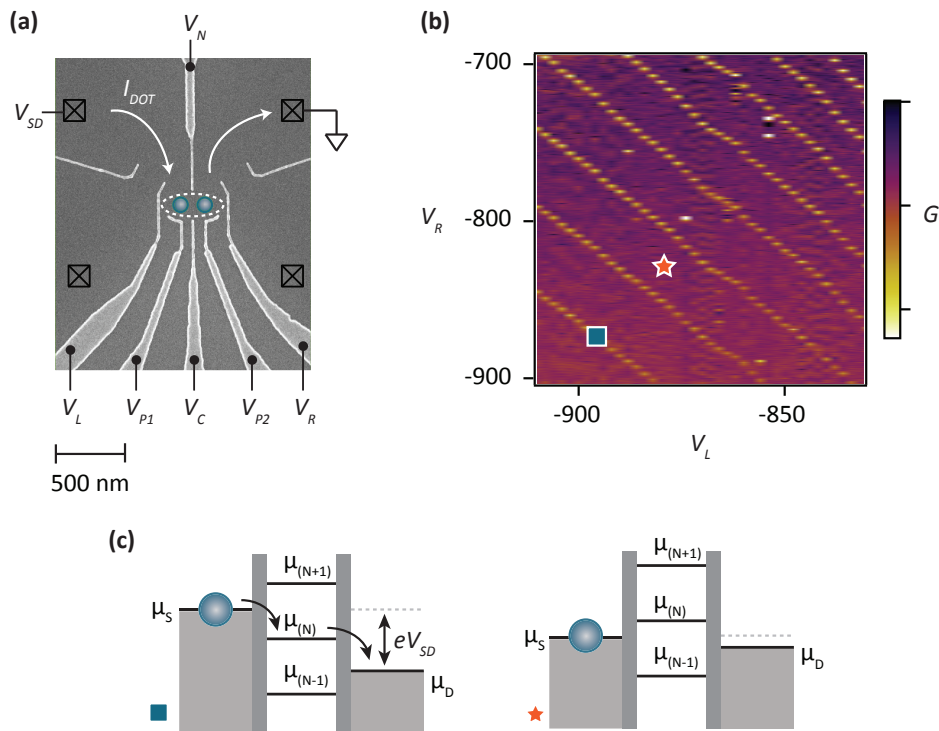 (a)
V_N
V_SD
I_DOT
V_L
V_P1
V_C
V_P2
V_R
500 nm
(b)
-700
-800
-900
V_R
-900
-850
V_L
G
(c)
μ_(N+1)
μ_S
μ_(N)
eV_SD
μ_(N-1)
μ_D
μ_(N+1)
μ_(N)
μ_S
μ_(N-1)
μ_D